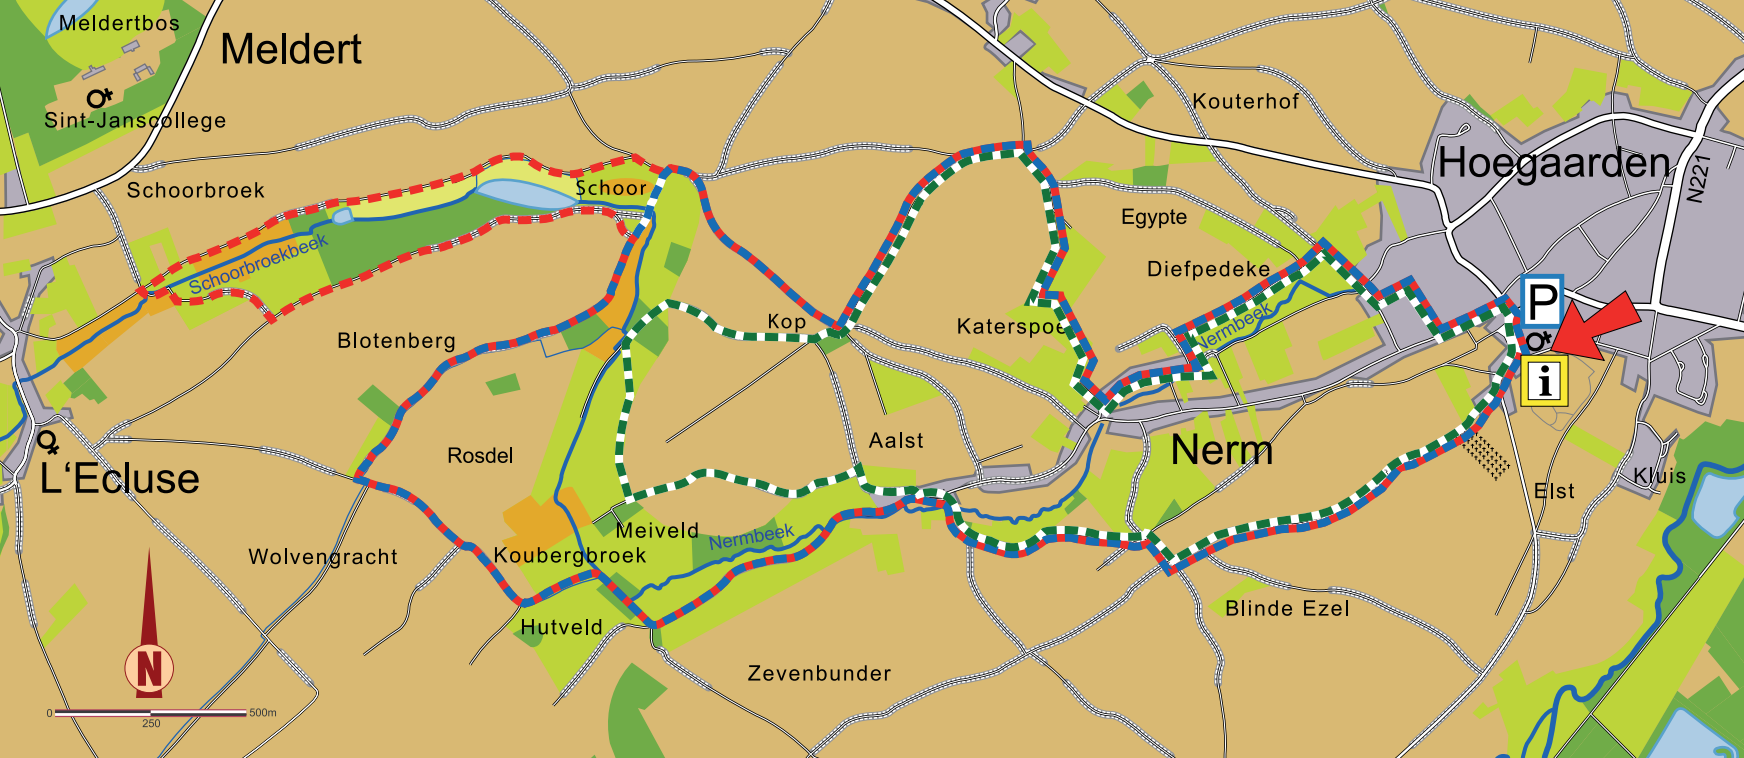 Meldertbos
Meldert
Sint-Janscollege
Kouterhof
Hoegaarden
N221
Schoorbroek
Schoor
Egypte
Schoorbroekbeek
Diefpedeke
P
Kop
Katerspoe
Nermbeek
Blotenberg
i
Aalst
Nerm
Rosdel
L'Ecluse
Kluis
Elst
Meiveld
Nermbeek
Wolvengracht
Koubergbroek
Blinde Ezel
Hutveld
Zevenbunder
N
0
250
500m